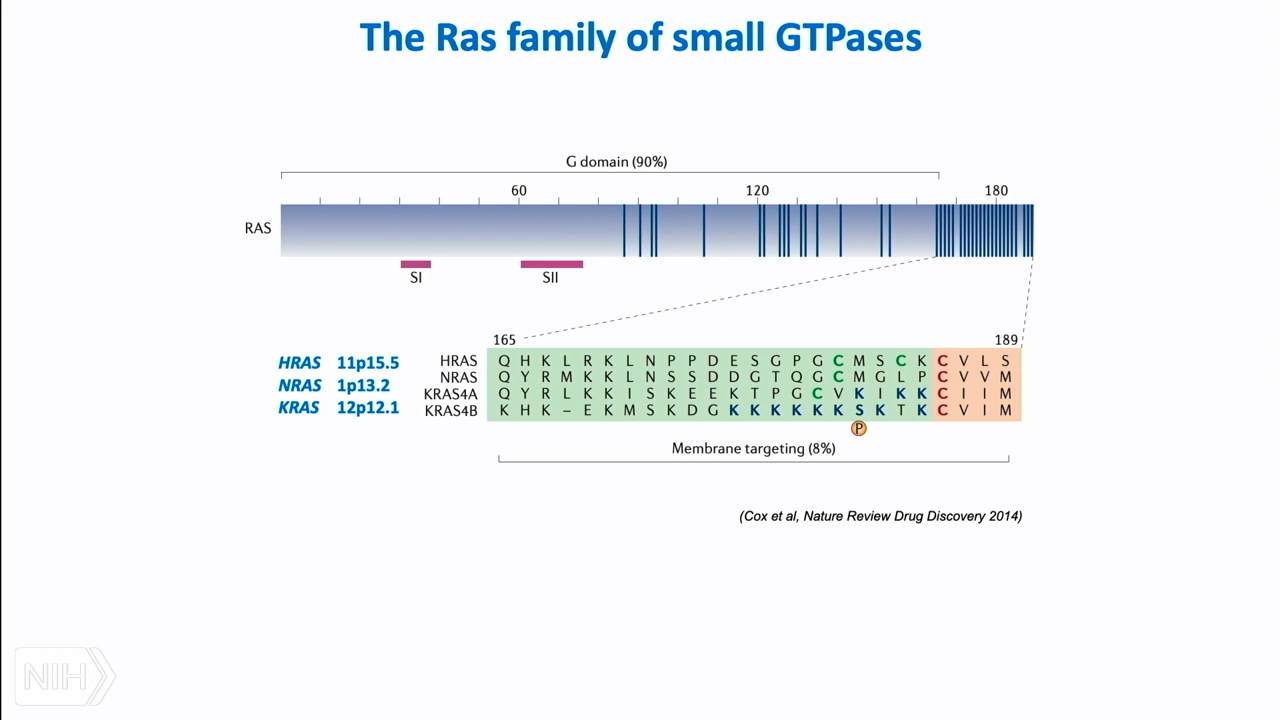 The Ras family of small GTPases
G domain (90%)
60 120 180
RAS
SI SII
165 189
HRAS 11p15.5
NRAS 1p13.2
KRAS 12p12.1
HRAS Q H K L R K L N P P D E S G P G C M S C K C V L S
NRAS Q Y R M K K L N S S D D G T Q G C M G L P C V V M
KRAS4A Q Y R L K K I S K E E K T P G C V K I K K C I I M
KRAS4B K H K – E K M S K D G K K K K K K S K T K C V I M
P
Membrane targeting (8%)
(Cox et al, Nature Review Drug Discovery 2014)
NIH